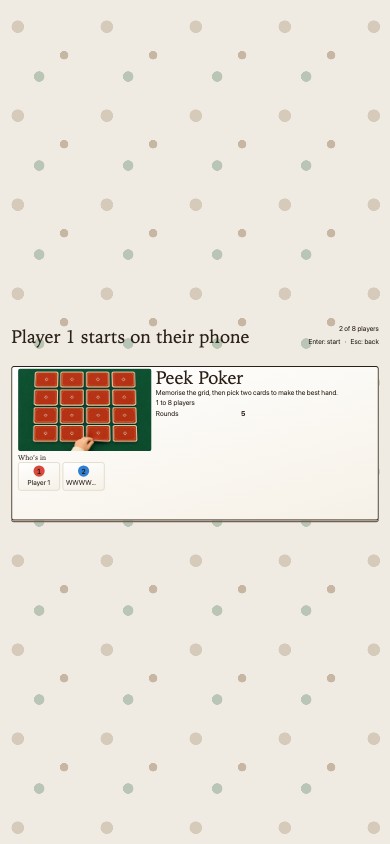 Player 1 starts on their phone
2 of 8 players
Enter: start · Esc: back
Peek Poker
Memorise the grid, then pick two cards to make the best hand.
1 to 8 players
Rounds 5
Who's in
1
Player 1
2
WWWW...